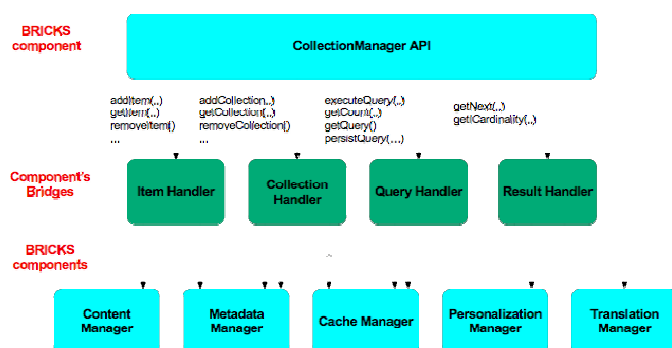 BRICKS
component
CollectionManager API
addItem(,,)
getItem(,,)
removeItem()
...
addCollection,,)
getCollection(,,)
removeCollection()
...
executeQuery(,,)
getCount(,,)
getQuery()
persistQuery(,,,)
getNext(,,)
getICardinality(,,)
Component's
Bridges
Item Handler
Collection
Handler
Query Handler
Result Handler
BRICKS
components
Content
Manager
Metadata
Manager
Cache Manager
Personalization
Manager
Translation
Manager